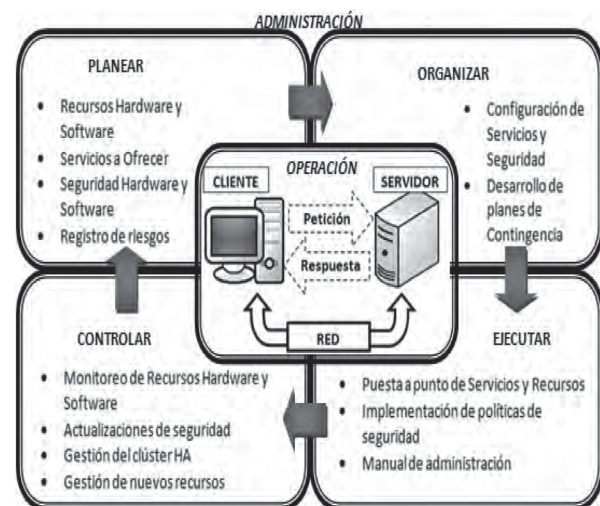 ADMINISTRACIÓN
PLANEAR
• Recursos Hardware y
Software
• Servicios a Ofrecer
• Seguridad Hardware y
Software
• Registro de riesgos
ORGANIZAR
• Configuración de
Servicios y
Seguridad
• Desarrollo de
planes de
Contingencia
OPERACIÓN
CLIENTE
SERVIDOR
Petición
Respuesta
RED
CONTROLAR
• Monitoreo de Recursos Hardware y
Software
• Actualizaciones de seguridad
• Gestión del clúster HA
• Gestión de nuevos recursos
EJECUTAR
• Puesta a punto de Servicios y Recursos
• Implementación de políticas de
seguridad
• Manual de administración